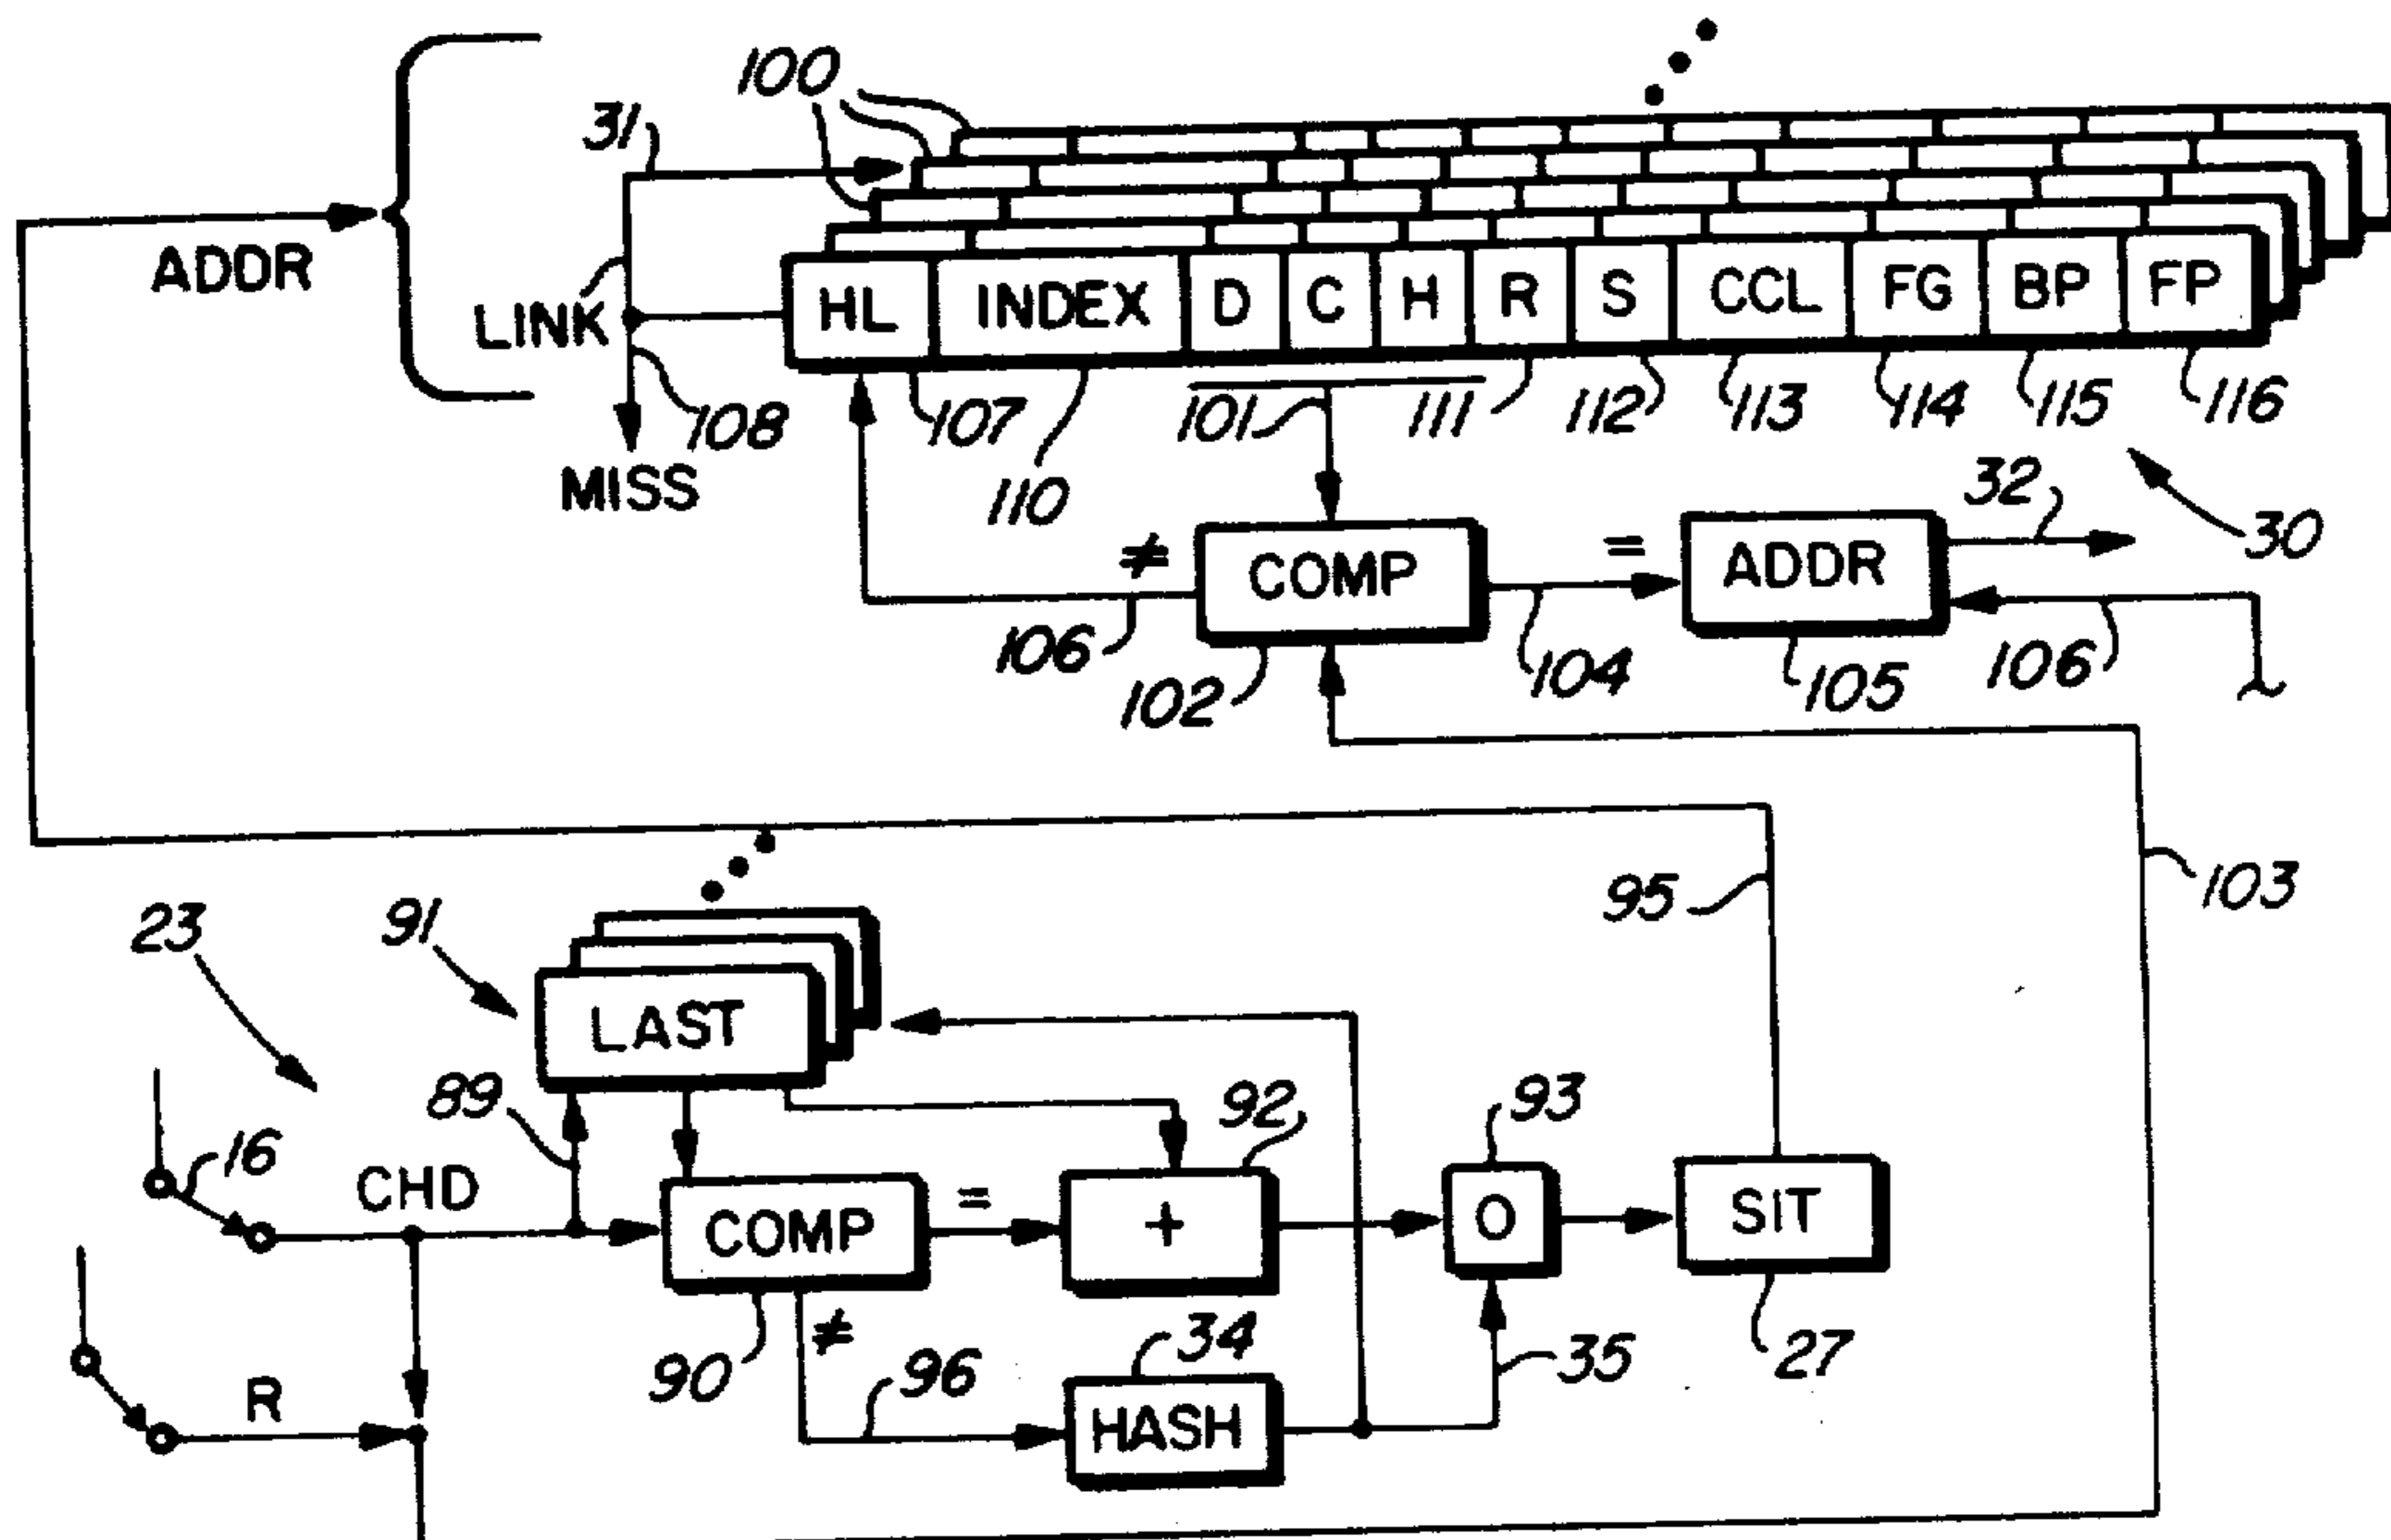 100
31
ADDR
LINK
HL INDEX D C H R S CCL FG BP FP
108
107
101
111
112
113
114
115
116
MISS
110
32
30
≠
COMP
=
ADDR
106
102
104
105
106
103
95
23
91
LAST
89
92
93
16
CHD
COMP
=
+
O
SIT
≠
90
96
34
35
27
R
HASH